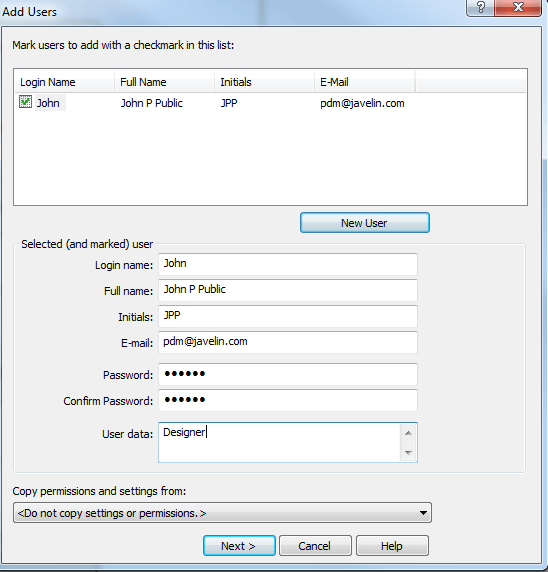 Add Users
?
Mark users to add with a checkmark in this list:
Login Name Full Name Initials E-Mail
John John P Public JPP pdm@javelin.com
New User
Selected (and marked) user
Login name: John
Full name: John P Public
Initials: JPP
E-mail: pdm@javelin.com
Password: ••••••
Confirm Password: ••••••
User data: Designer
Copy permissions and settings from:
<Do not copy settings or permissions.>
Next > Cancel Help